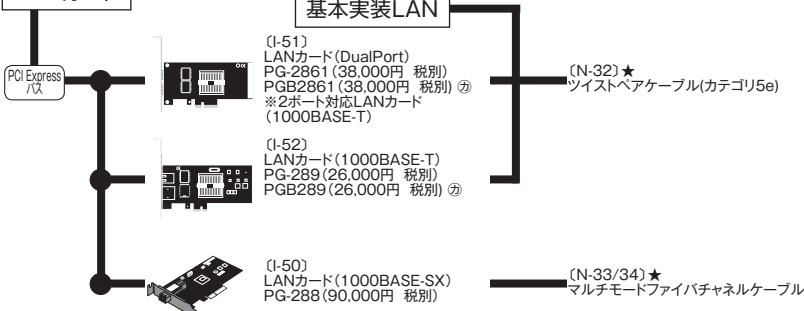 基本実装LAN
PCI Express
バス
〔I-51〕
LANカード(DualPort)
PG-2861(38,000円 税別)
PGB2861(38,000円 税別)㋕
※2ポート対応LANカード
(1000BASE-T)
〔N-32〕★
ツイストペアケーブル(カテゴリ5e)
〔I-52〕
LANカード(1000BASE-T)
PG-289(26,000円 税別)
PGB289(26,000円 税別)㋕
〔I-50〕
LANカード(1000BASE-SX)
PG-288(90,000円 税別)
〔N-33/34〕★
マルチモードファイバチャネルケーブル